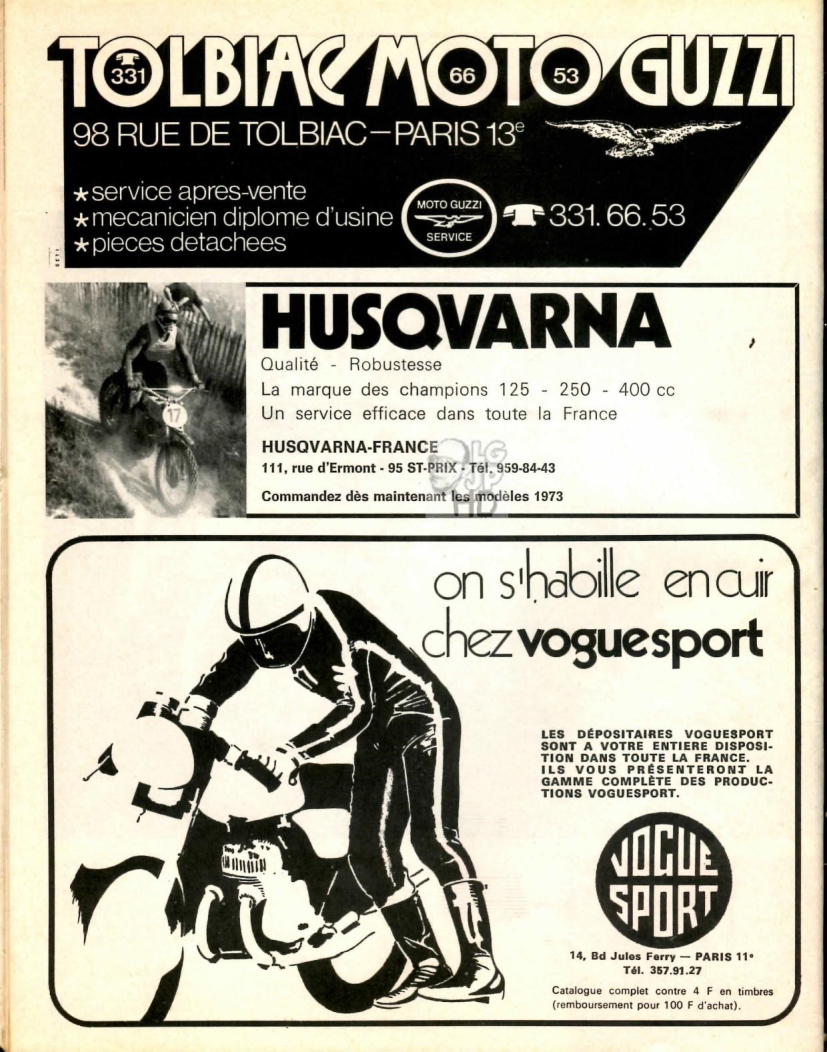 TOLBIAC MOTO GUZZI
331 66 53
98 RUE DE TOLBIAC—PARIS 13e
*service apres-vente
*mecanicien diplome d'usine
*pieces detachees
MOTO GUZZI
SERVICE
331. 66. 53
17
HUSQVARNA
Qualité - Robustesse
La marque des champions 125 - 250 - 400 cc
Un service efficace dans toute la France
HUSQVARNA-FRANCE
111, rue d'Ermont - 95 ST-PRIX - Tél. 959-84-43
Commandez dès maintenant les modèles 1973
on s'habille en cuir
chez voguesport
LES DÉPOSITAIRES VOGUESPORT
SONT A VOTRE ENTIERE DISPOSI-
TION DANS TOUTE LA FRANCE.
ILS VOUS PRÉSENTERONT LA
GAMME COMPLÈTE DES PRODUC-
TIONS VOGUESPORT.
VOGUE
SPORT
14, Bd Jules Ferry — PARIS 11e
Tél. 357.91.27
Catalogue complet contre 4 F en timbres
(remboursement pour 100 F d'achat).